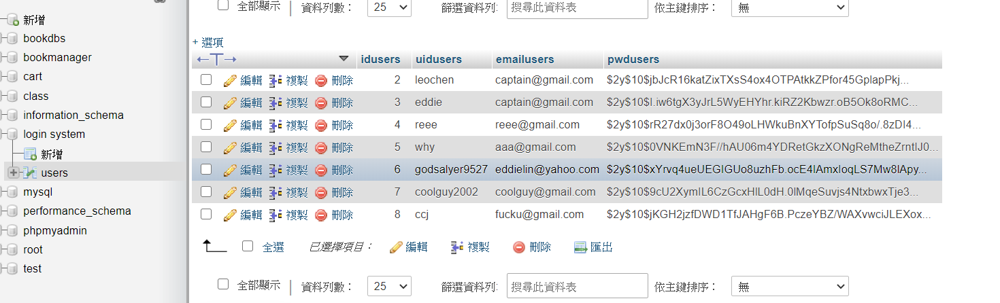 全部顯示 資料列數： 25 篩選資料列: 搜尋此資料表 依主鍵排序： 無
新增
bookdbs
bookmanager
cart
class
information_schema
login system
新增
users
mysql
performance_schema
phpmyadmin
root
test
+ 選項
←T→ idusers uidusers emailusers pwdusers
編輯 複製 刪除 2 leochen captain@gmail.com $2y$10$jbJcR16katZixTXsS4ox4OTPAtkkZPfor45GplapPkj...
編輯 複製 刪除 3 eddie captain@gmail.com $2y$10$I.iw6tgX3yJrL5WyEHYhr.kiRZ2Kbwzr.oB5Ok8oRMC...
編輯 複製 刪除 4 reee reee@gmail.com $2y$10$rR27dx0j3orF8O49oLHWkuBnXYTofpSuSq8o/.8zDI4...
編輯 複製 刪除 5 why aaa@gmail.com $2y$10$0VNKEmN3F//hAU06m4YDRetGkzXONgReMtheZrntlJ0...
編輯 複製 刪除 6 godsalyer9527 eddielin@yahoo.com $2y$10$xYrvq4ueUEGIGUo8uzhFb.ocE4lAmxIoqLS7Mw8lApy...
編輯 複製 刪除 7 coolguy2002 coolguy@gmail.com $2y$10$9cU2XymIL6CzGcxHlL0dH.0lMqeSuvjs4NtxbwxTje3...
編輯 複製 刪除 8 ccj fucku@gmail.com $2y$10$jKGH2jzfDWD1TfJAHgF6B.PczeYBZ/WAXvwciJLEXox...
全選 已選擇項目： 編輯 複製 刪除 匯出
全部顯示 資料列數： 25 篩選資料列: 搜尋此資料表 依主鍵排序： 無